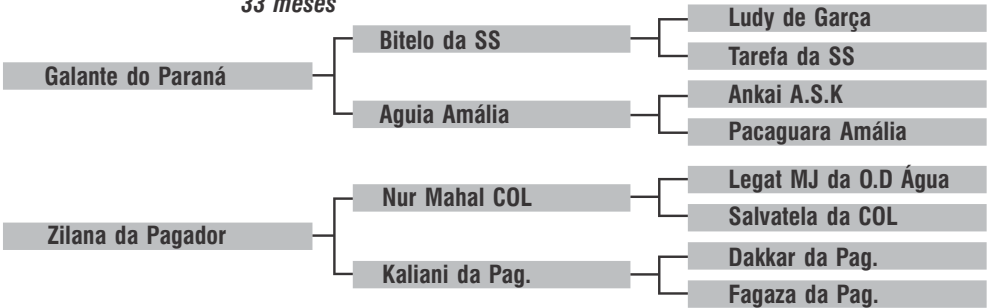 33 meses
Galante do Paraná
Bitelo da SS
Ludy de Garça
Tarefa da SS
Aguia Amália
Ankai A.S.K
Pacaguara Amália
Zilana da Pagador
Nur Mahal COL
Legat MJ da O.D Água
Salvatela da COL
Kaliani da Pag.
Dakkar da Pag.
Fagaza da Pag.